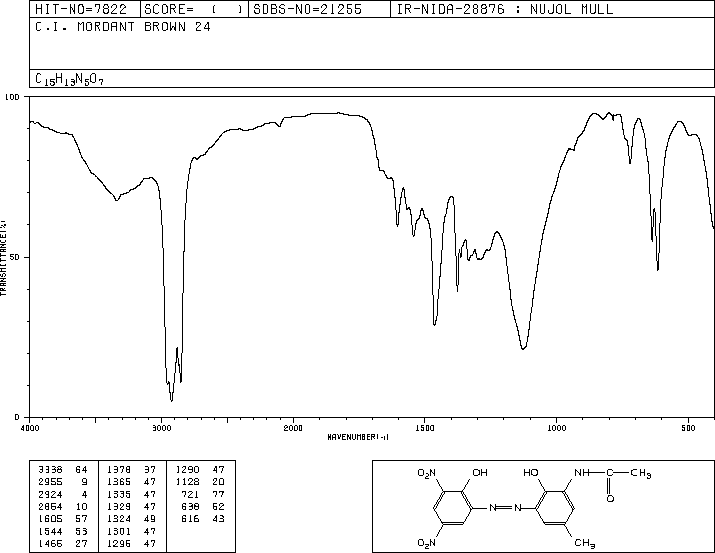 HIT-NO=7822 SCORE= ( ) SDBS-NO=21255 IR-NIDA-28876 : NUJOL MULL
C.I. MORDANT BROWN 24
C15H13N5O7
100
50
0
TRANSMITTANCE(%)
4000 3000 2000 1500 1000 500
WAVENUMBER(-1)
3338 64 1378 37 1290 47
2955 9 1365 47 1128 20
2924 4 1335 47 721 77
2854 10 1329 47 638 52
1605 57 1324 49 616 43
1544 53 1301 47
1465 27 1295 47
O2N OH HO NH C CH3
O
N N
O2N CH3